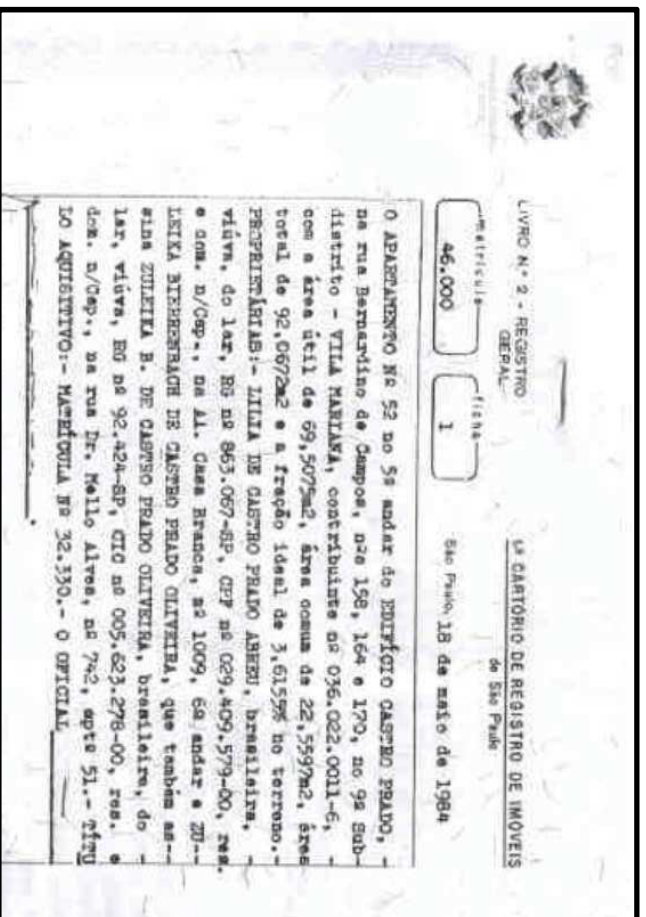 LIVRO N.° 2 - REGISTRO
GERAL
1º CARTÓRIO DE REGISTRO DE IMÓVEIS
de São Paulo
matrícula
46.000
ficha
1
São Paulo, 18 de maio de 1984
O APARTAMENTO Nº 52 no 5º andar do EDIFÍCIO CASTRO PRADO, -
na rua Bernardino de Campos, nºs 158, 164 e 170, no 9º Sub-
distrito - VILA MARIANA, contribuinte nº 036.022.0011-6, -
com a área útil de 69,5075m2, área comum de 22,5597m2, área
total de 92,0672m2 e a fração ideal de 3,6155% no terreno.-
PROPRIETÁRIAS:- LILIA DE CASTRO PRADO ABREU, brasileira, -
viúva, do lar, RG nº 863.067-SP, CPF nº 029.409.579-00, res.
e dom. n/Cap., na Al. Casa Branca, nº 1009, 6º andar e ZU--
LEIKA BIERRENBACH DE CASTRO PRADO OLIVEIRA, que também as--
sina ZULEIKA B. DE CASTRO PRADO OLIVEIRA, brasileira, do -
lar, viúva, RG nº 92.424-SP, CIC nº 005.623.278-00, res. e
dom. n/Cap., na rua Dr. Mello Alves, nº 742, aptº 51.- TÍTU
LO AQUISITIVO:- MATRÍCULA Nº 32.330.- O OFICIAL